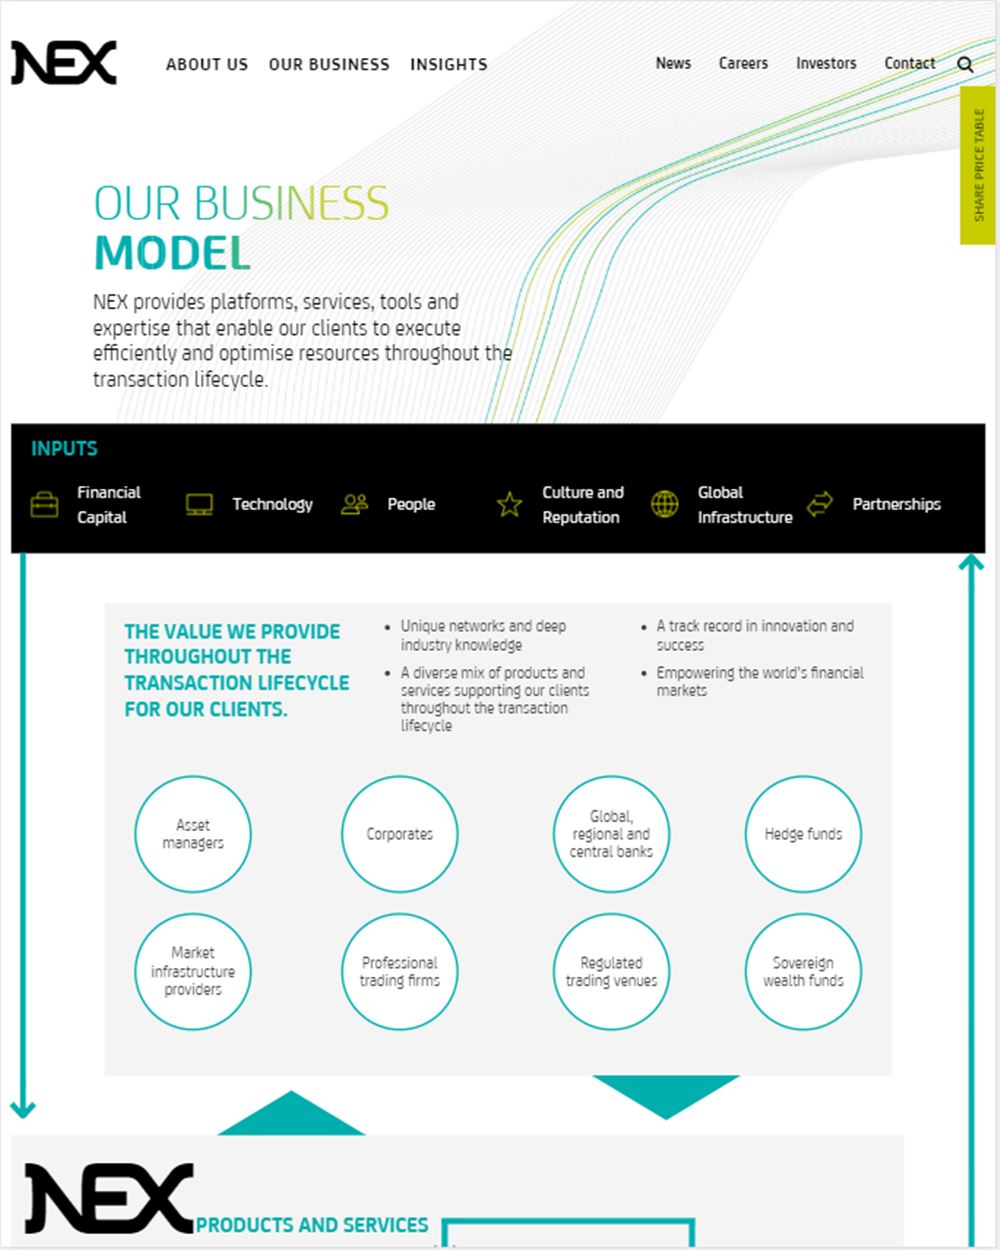 NEX
ABOUT US OUR BUSINESS INSIGHTS
News Careers Investors Contact
SHARE PRICE TABLE
OUR BUSINESS
MODEL
NEX provides platforms, services, tools and
expertise that enable our clients to execute
efficiently and optimise resources throughout the
transaction lifecycle.
INPUTS
Financial
Capital
Technology
People
Culture and
Reputation
Global
Infrastructure
Partnerships
THE VALUE WE PROVIDE
THROUGHOUT THE
TRANSACTION LIFECYCLE
FOR OUR CLIENTS.
• Unique networks and deep
industry knowledge
• A diverse mix of products and
services supporting our clients
throughout the transaction
lifecycle
• A track record in innovation and
success
• Empowering the world's financial
markets
Asset
managers
Corporates
Global,
regional and
central banks
Hedge funds
Market
infrastructure
providers
Professional
trading firms
Regulated
trading venues
Sovereign
wealth funds
NEX
PRODUCTS AND SERVICES